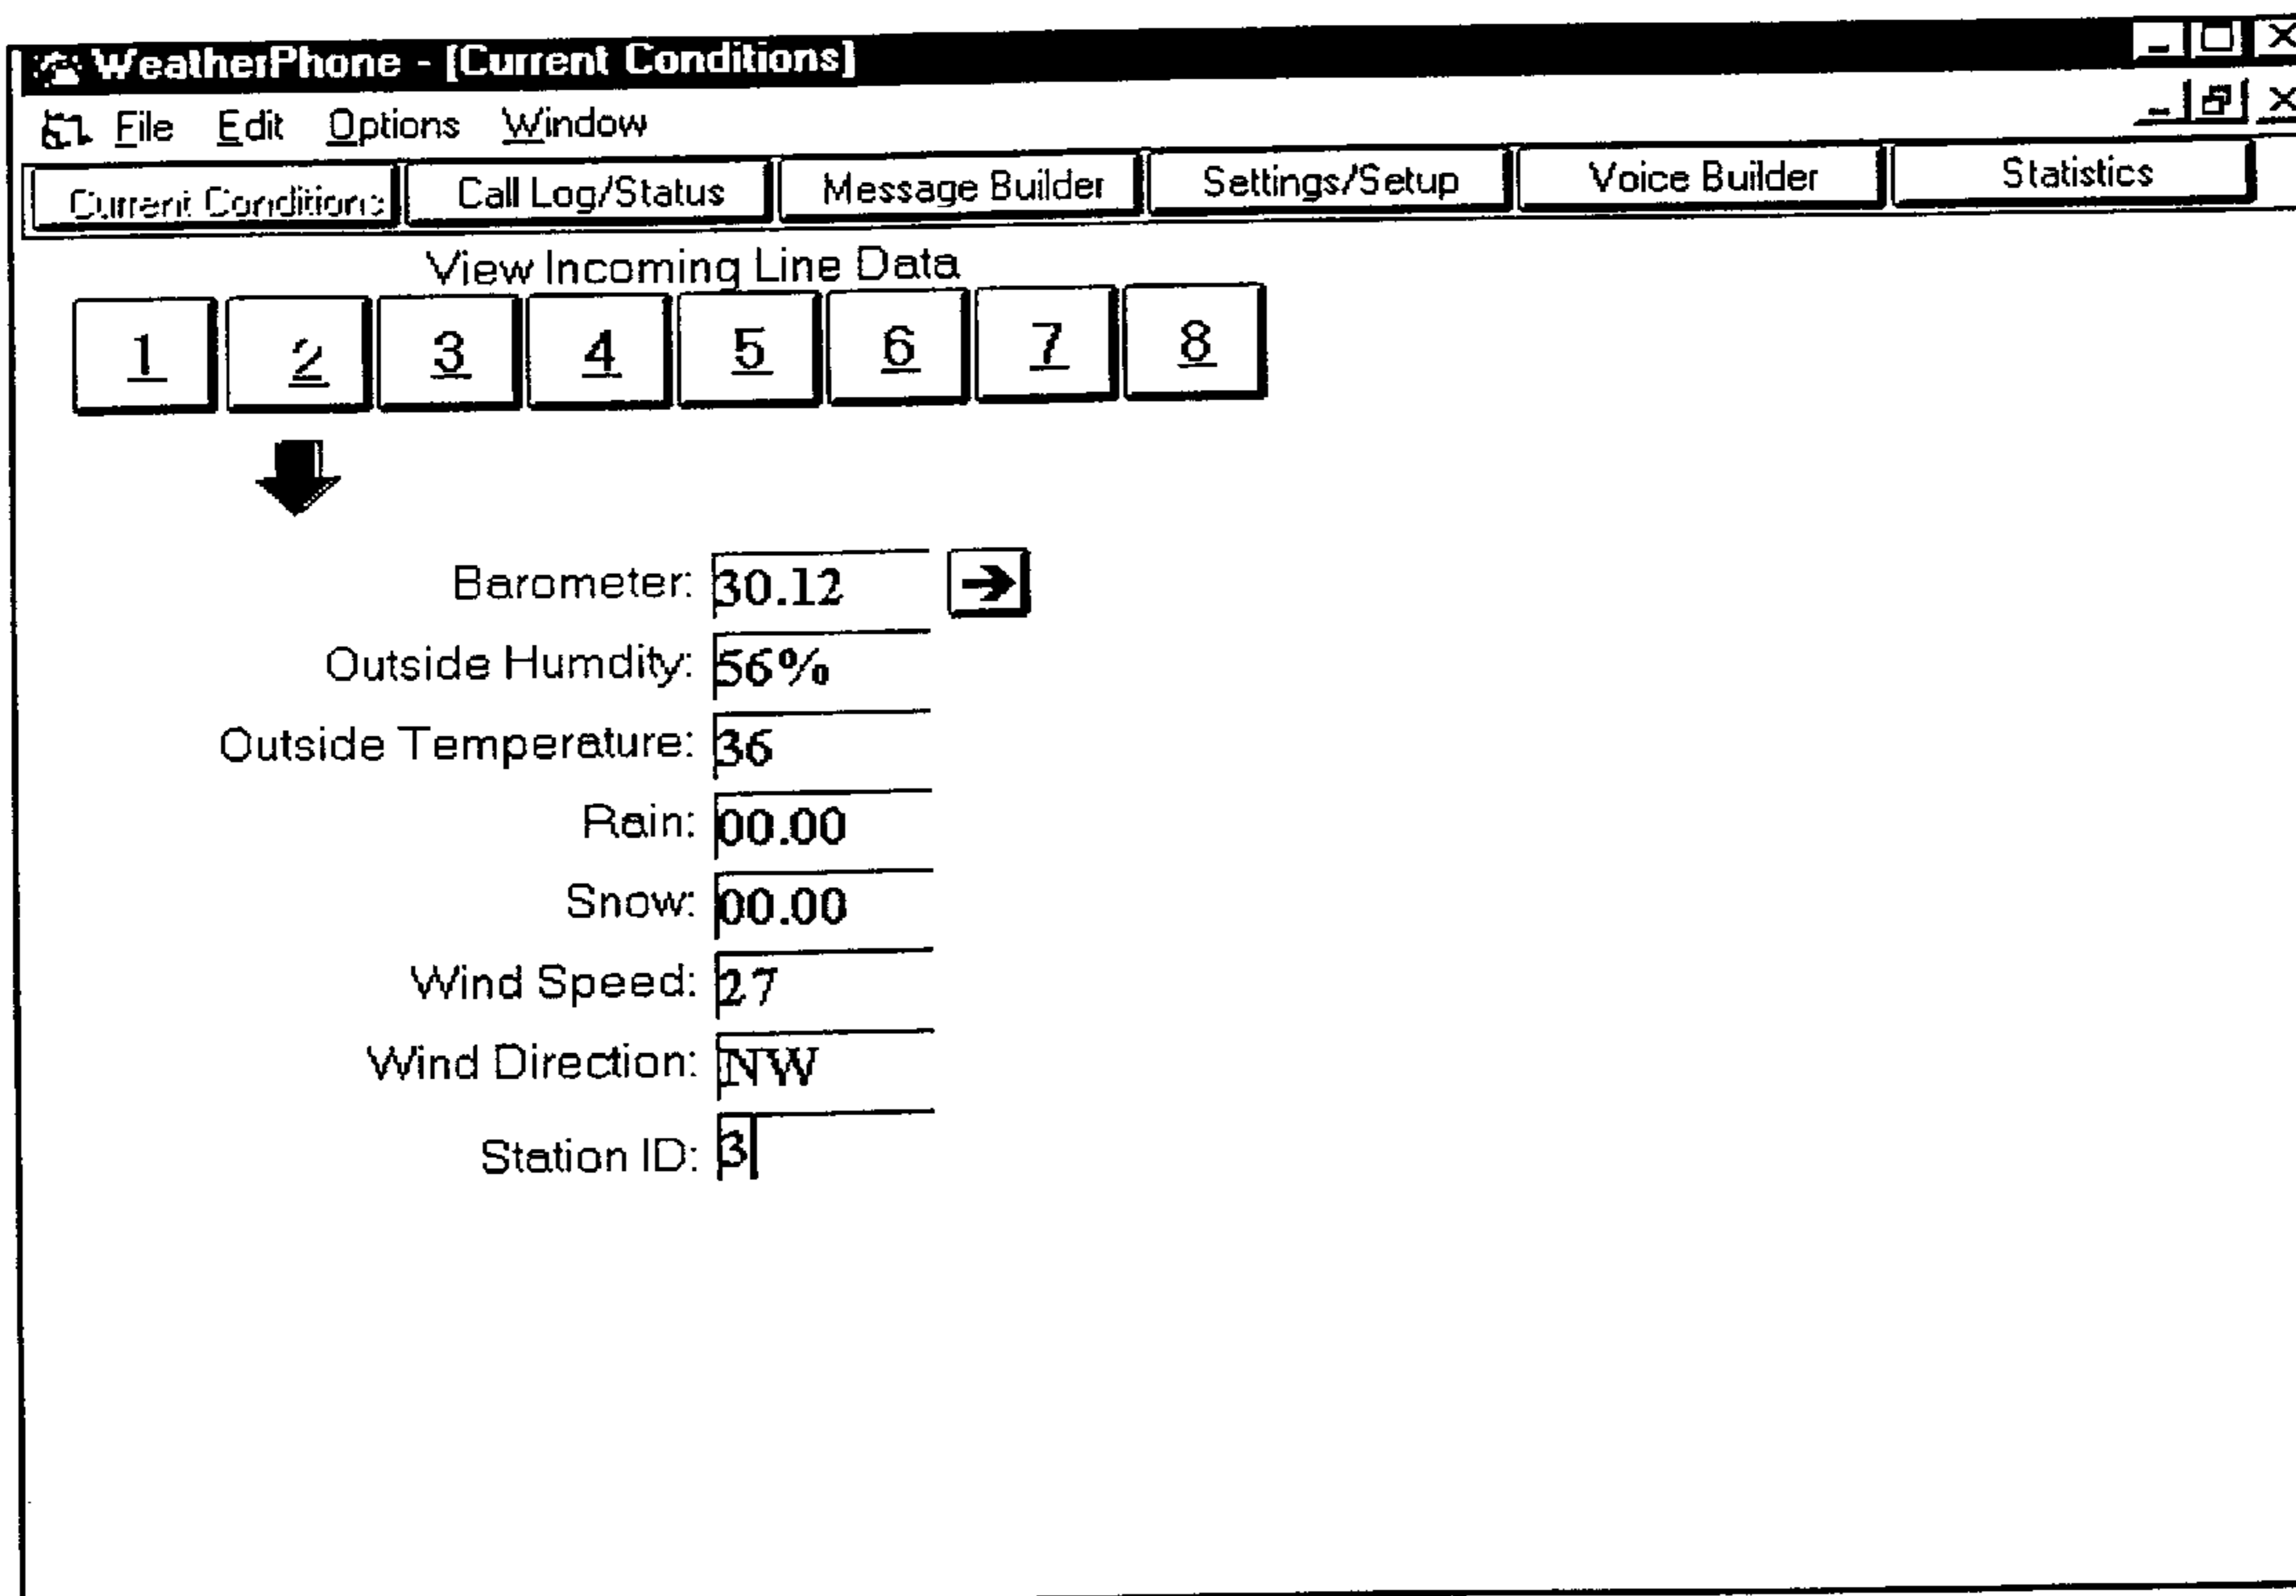 WeatherPhone - [Current Conditions]
File Edit Options Window
Current Conditions Call Log/Status Message Builder Settings/Setup Voice Builder Statistics
View Incoming Line Data
1 2 3 4 5 6 7 8
Barometer: 30.12
Outside Humdity: 56%
Outside Temperature: 36
Rain: 00.00
Snow: 00.00
Wind Speed: 27
Wind Direction: NW
Station ID: 3